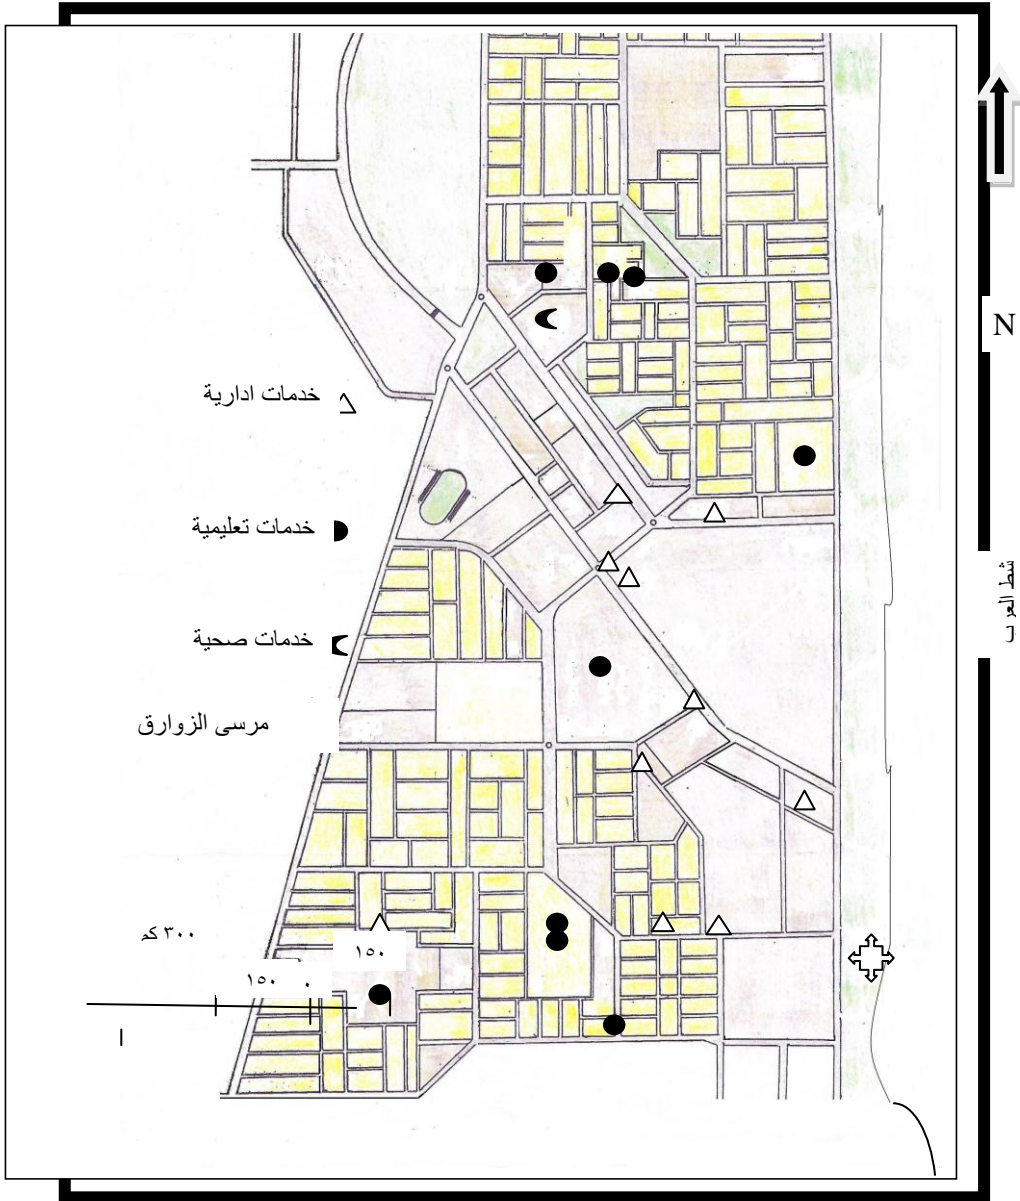 N
خدمات ادارية
خدمات تعليمية
شط العرب
خدمات صحية
مرسى الزوارق
٣٠٠ كم
١٥٠
١٥٠
٠